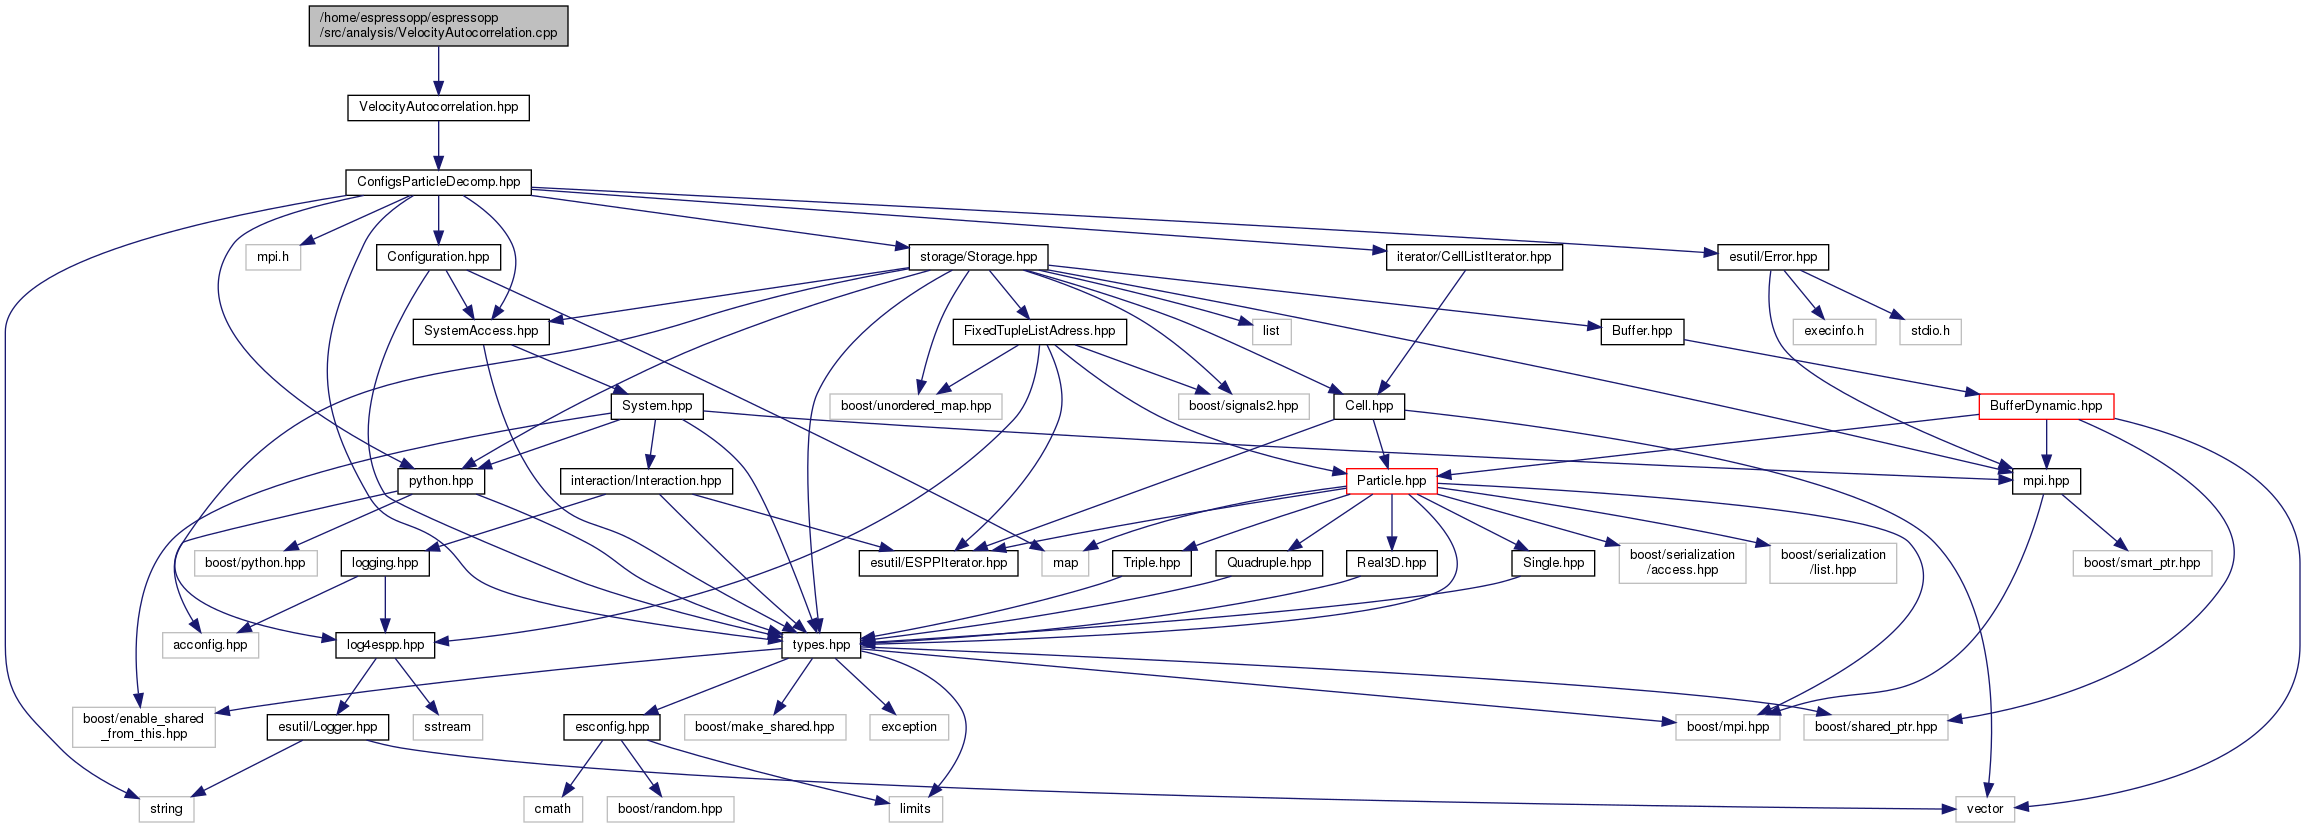 /home/espressopp/espressopp
/src/analysis/VelocityAutocorrelation.cpp
VelocityAutocorrelation.hpp
ConfigsParticleDecomp.hpp
mpi.h
Configuration.hpp
storage/Storage.hpp
iterator/CellListIterator.hpp
esutil/Error.hpp
SystemAccess.hpp
FixedTupleListAdress.hpp
list
Buffer.hpp
execinfo.h
stdio.h
System.hpp
boost/unordered_map.hpp
boost/signals2.hpp
Cell.hpp
BufferDynamic.hpp
python.hpp
interaction/Interaction.hpp
Particle.hpp
mpi.hpp
boost/python.hpp
logging.hpp
esutil/ESPPIterator.hpp
map
Triple.hpp
Quadruple.hpp
Real3D.hpp
Single.hpp
boost/serialization
/access.hpp
boost/serialization
/list.hpp
boost/smart_ptr.hpp
acconfig.hpp
log4espp.hpp
types.hpp
boost/enable_shared
_from_this.hpp
esutil/Logger.hpp
sstream
esconfig.hpp
boost/make_shared.hpp
exception
boost/mpi.hpp
boost/shared_ptr.hpp
string
cmath
boost/random.hpp
limits
vector